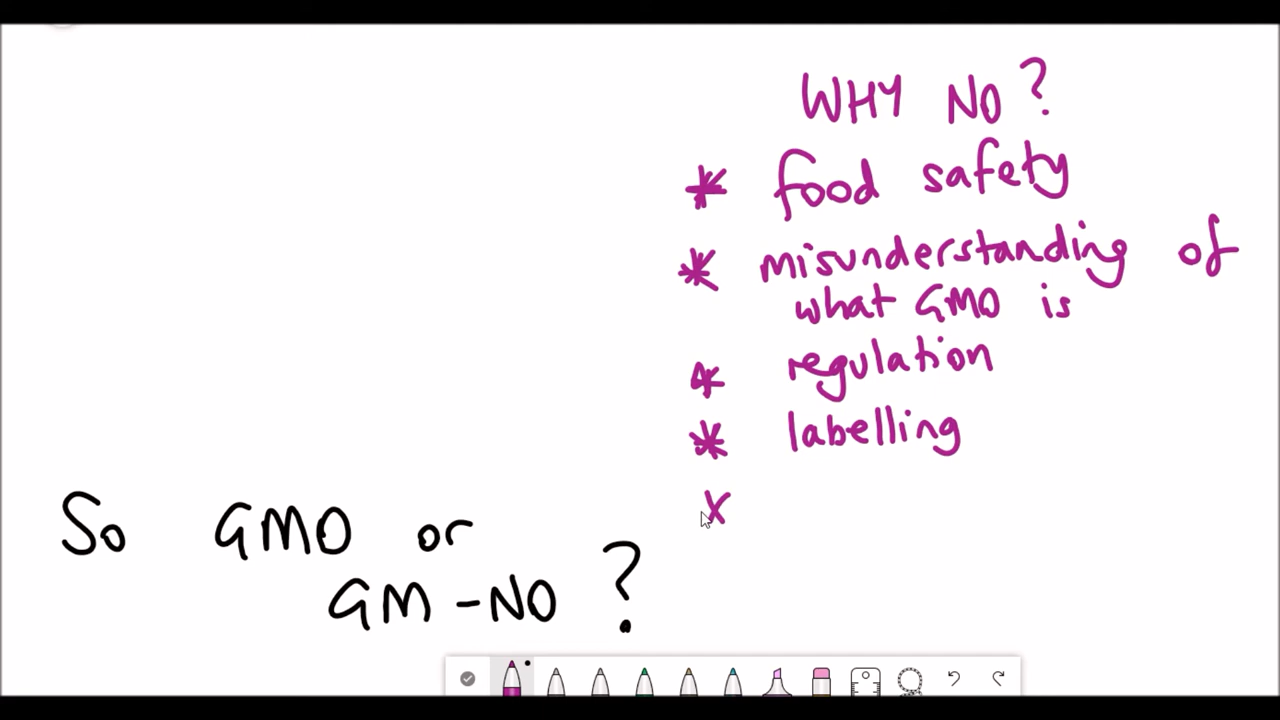 WHY NO?
* food safety
* misunderstanding of
what GMO is
* regulation
* labelling
*
So GMO or
GM-NO?